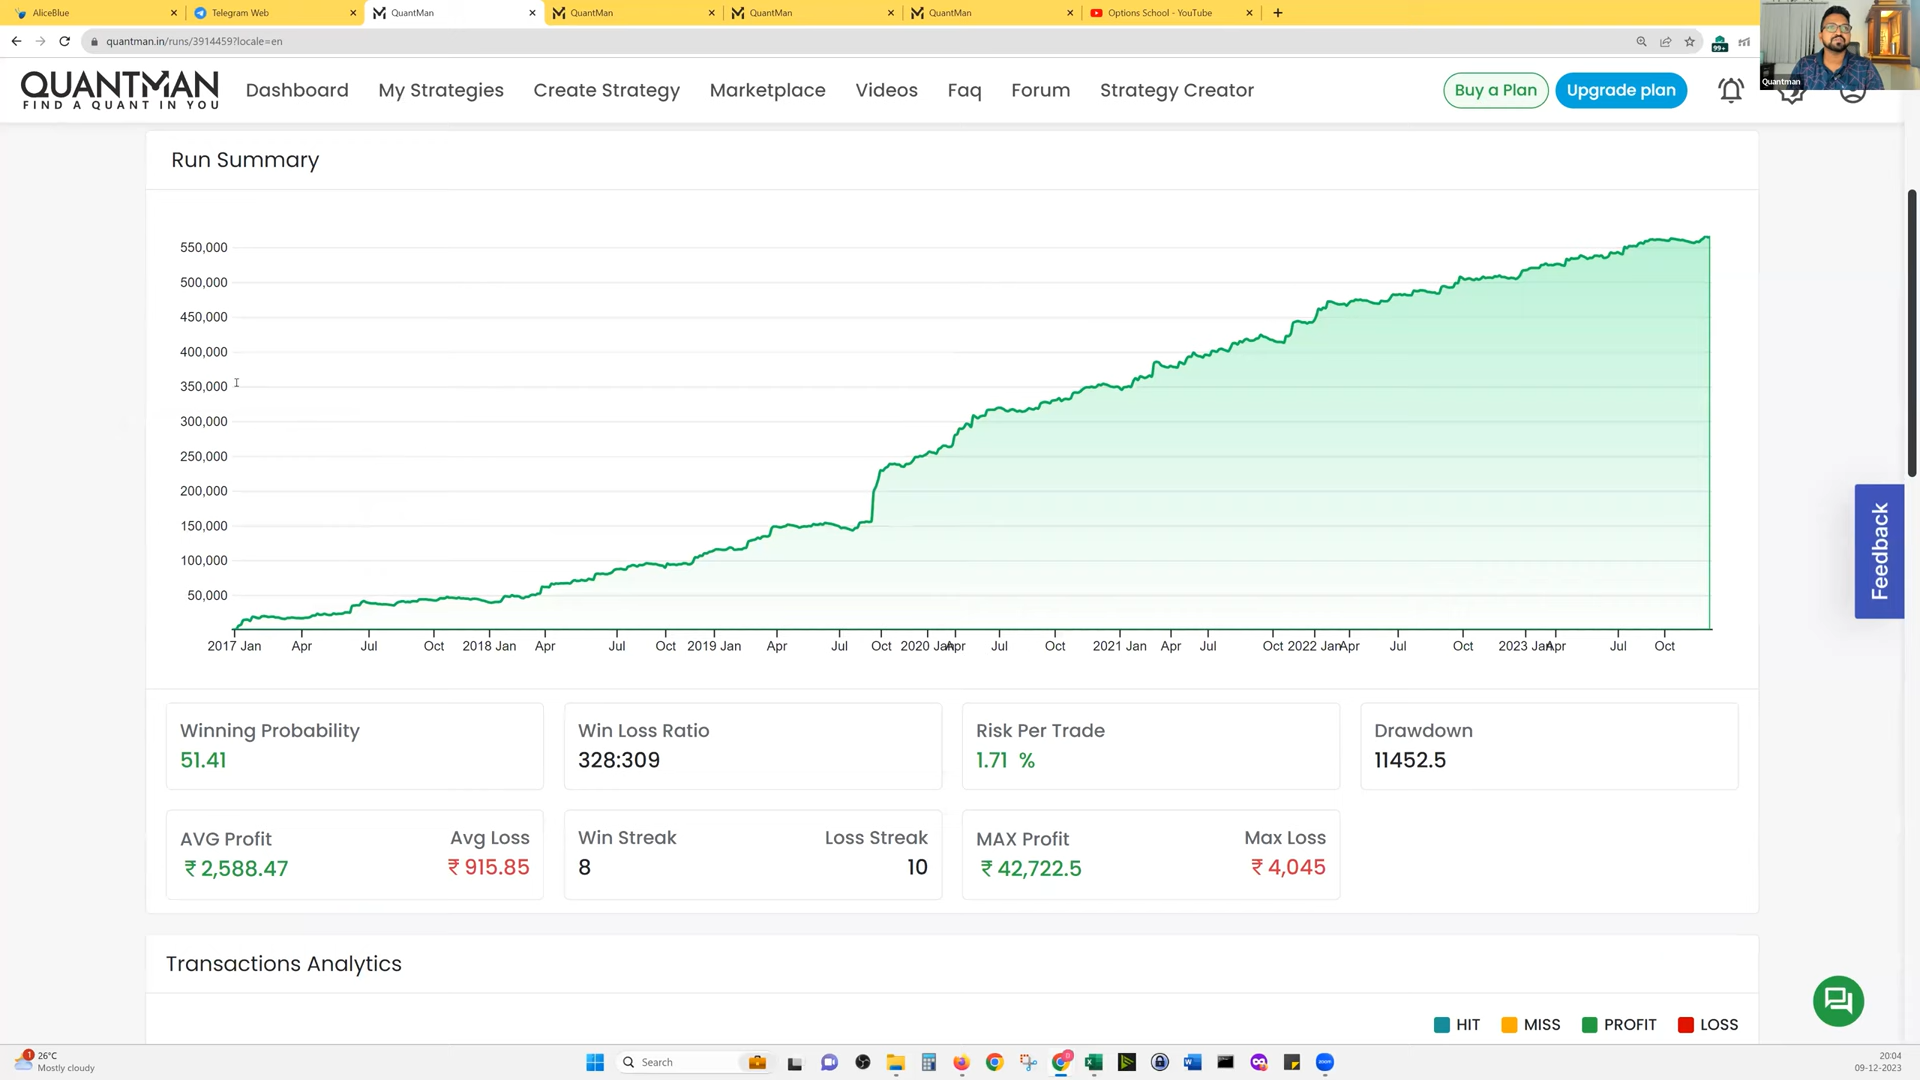 AliceBlue
Telegram Web
QuantMan
QuantMan
QuantMan
QuantMan
Options School - YouTube
quantman.in/runs/3914459?locale=en
99+
Quantman
QUANTMAN
FIND A QUANT IN YOU
Dashboard
My Strategies
Create Strategy
Marketplace
Videos
Faq
Forum
Strategy Creator
Buy a Plan
Upgrade plan
Run Summary
550,000
500,000
450,000
400,000
350,000
300,000
250,000
200,000
150,000
100,000
50,000
2017 Jan Apr Jul Oct 2018 Jan Apr Jul Oct 2019 Jan Apr Jul Oct 2020 Jan Apr Jul Oct 2021 Jan Apr Jul Oct 2022 Jan Apr Jul Oct 2023 Jan Apr Jul Oct
Winning Probability
51.41
Win Loss Ratio
328:309
Risk Per Trade
1.71 %
Drawdown
11452.5
AVG Profit
₹ 2,588.47
Avg Loss
₹ 915.85
Win Streak
8
Loss Streak
10
MAX Profit
₹ 42,722.5
Max Loss
₹ 4,045
Feedback
Transactions Analytics
HIT MISS PROFIT LOSS
1
26°C
Mostly cloudy
Search
20:04
09-12-2023